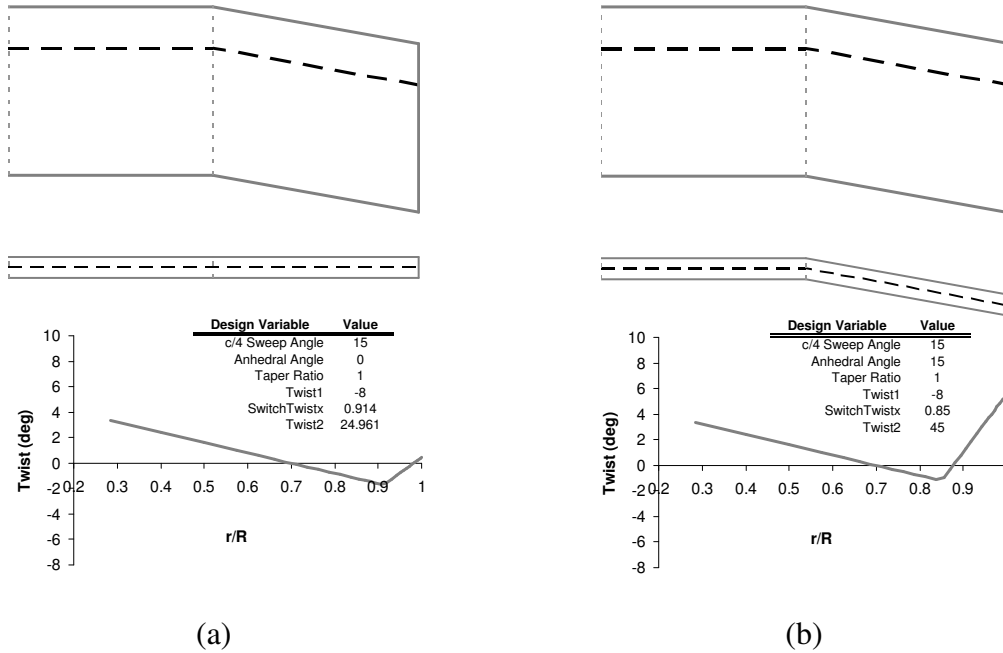 Design Variable Value
c/4 Sweep Angle 15
Anhedral Angle 0
Taper Ratio 1
Twist1 -8
SwitchTwistx 0.914
Twist2 24.961
10
8
6
4
2
0
-2
-4
-6
-8
Twist (deg)
0.2 0.3 0.4 0.5 0.6 0.7 0.8 0.9 1
r/R
(a)
Design Variable Value
c/4 Sweep Angle 15
Anhedral Angle 15
Taper Ratio 1
Twist1 -8
SwitchTwistx 0.85
Twist2 45
10
8
6
4
2
0
-2
-4
-6
-8
Twist (deg)
0.2 0.3 0.4 0.5 0.6 0.7 0.8 0.9
r/R
(b)